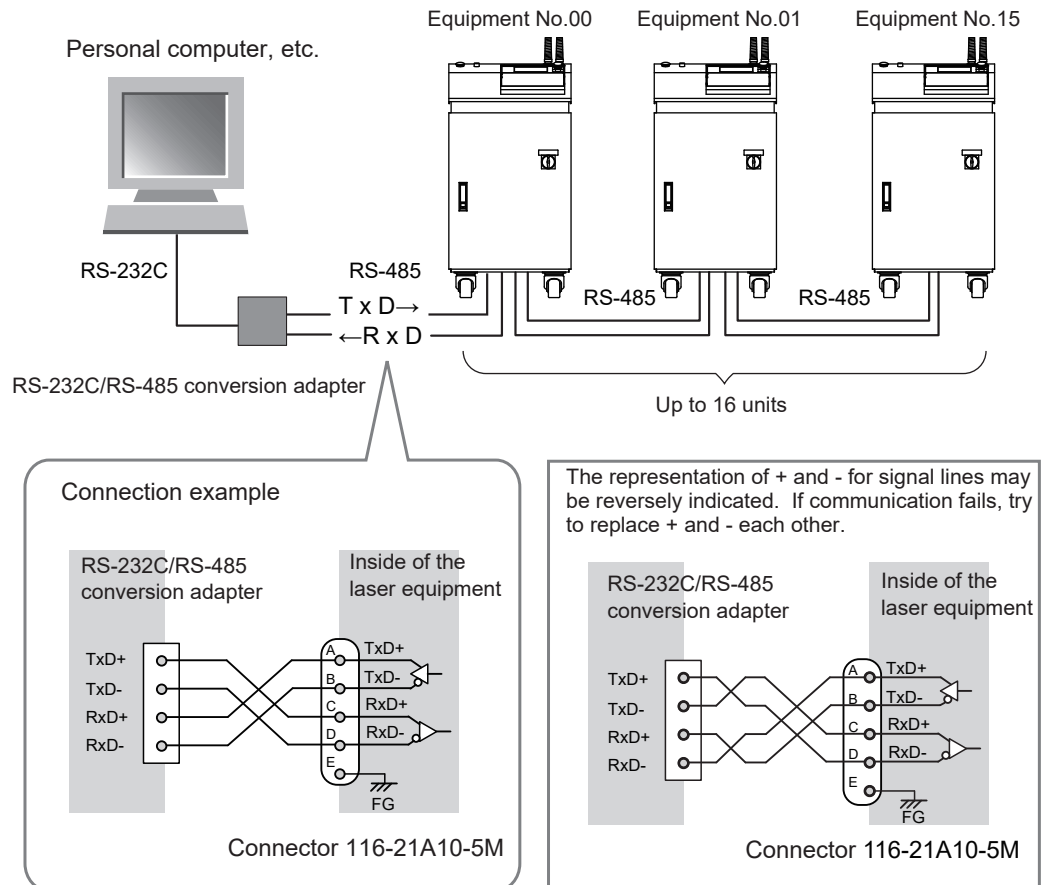 Equipment No.00
Equipment No.01
Equipment No.15
Personal computer, etc.
RS-232C
RS-485
RS-485
RS-485
T x D→
←R x D
RS-232C/RS-485 conversion adapter
Up to 16 units
Connection example
RS-232C/RS-485
conversion adapter
Inside of the
laser equipment
TxD+
TxD-
RxD+
RxD-
A
B
C
D
E
TxD+
TxD-
RxD+
RxD-
FG
Connector 116-21A10-5M
The representation of + and - for signal lines may
be reversely indicated. If communication fails, try
to replace + and - each other.
RS-232C/RS-485
conversion adapter
Inside of the
laser equipment
TxD+
TxD-
RxD+
RxD-
A
B
C
D
E
TxD+
TxD-
RxD+
RxD-
FG
Connector 116-21A10-5M